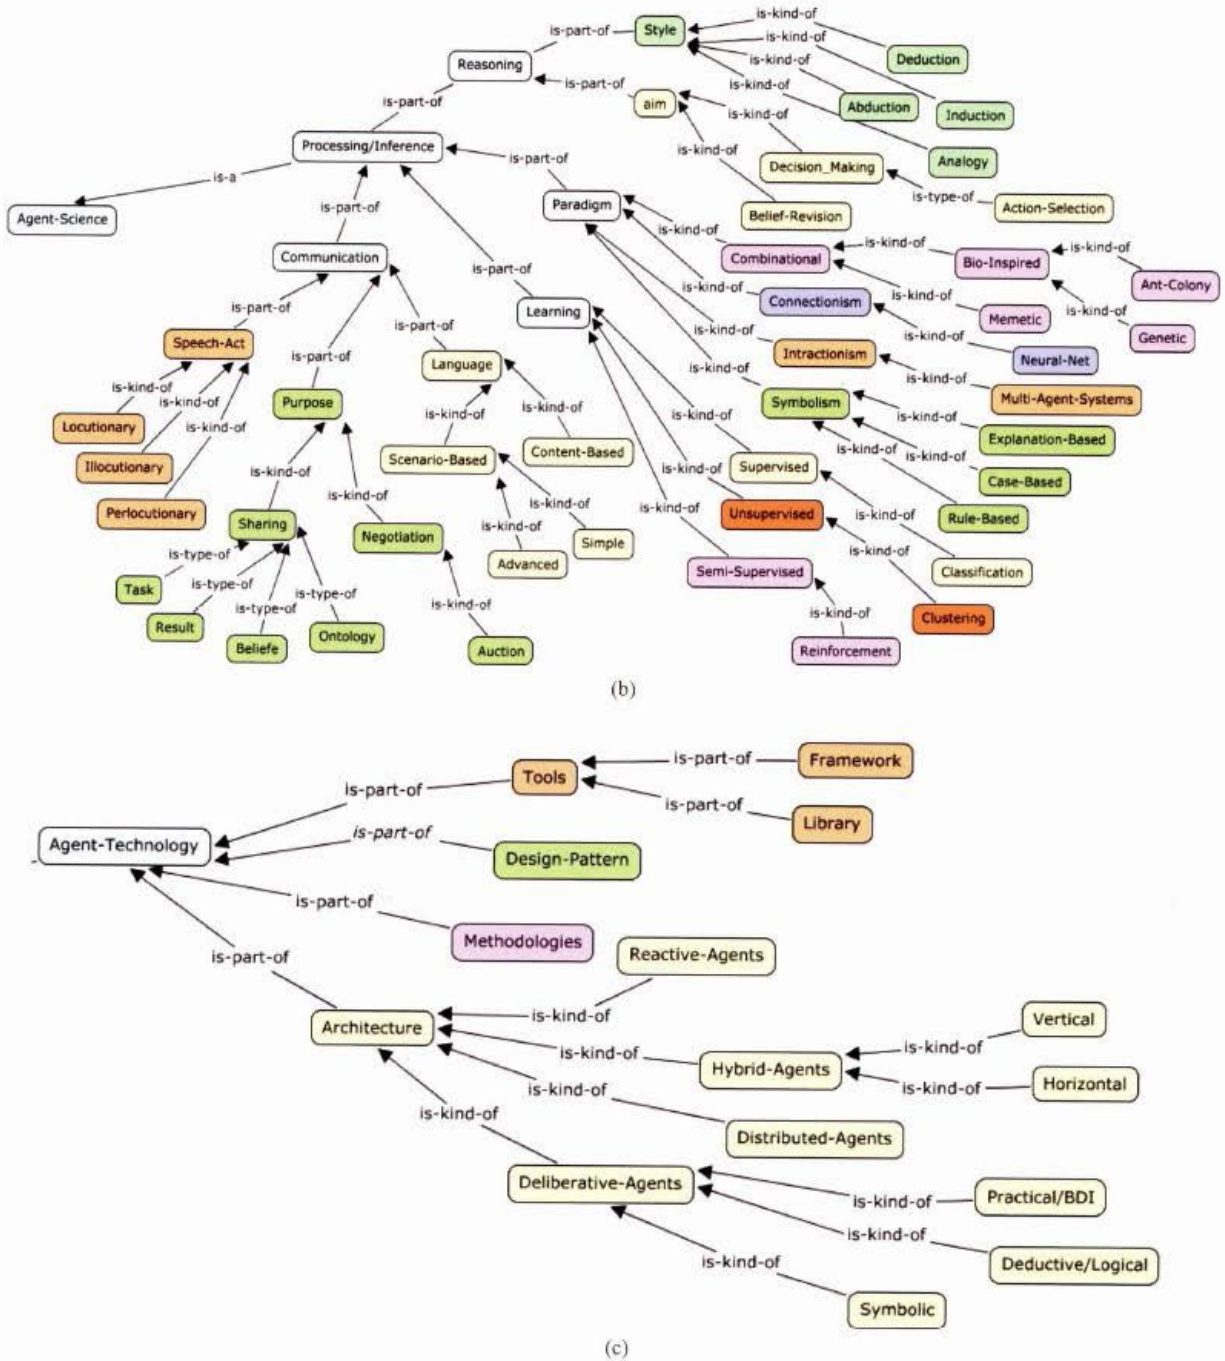 is-kind-of
is-part-of Style is-kind-of
Reasoning is-kind-of Deduction
is-part-of is-kind-of
is-part-of aim Abduction Induction
is-kind-of
Processing/Inference is-kind-of Analogy
is-part-of Decision_Making
is-a is-type-of
Agent-Science is-part-of Paradigm Belief-Revision Action-Selection
is-kind-of is-kind-of is-kind-of
Communication Combinational Bio-Inspired
is-part-of is-kind-of Ant-Colony
is-part-of Learning Connectionism is-kind-of
Memetic is-kind-of
is-part-of is-kind-of is-kind-of Genetic
Speech-Act Intractionism
is-part-of Language Neural-Net
is-kind-of is-kind-of is-kind-of
is-kind-of Purpose Symbolism Multi-Agent-Systems
is-kind-of is-kind-of is-kind-of is-kind-of is-kind-of
Locutionary Explanation-Based
Illocutionary Scenario-Based Content-Based is-kind-of is-kind-of
is-kind-of is-kind-of Supervised Case-Based
is-kind-of is-kind-of is-kind-of
Perlocutionary Unsupervised is-kind-of Rule-Based
Sharing is-kind-of
Negotiation Simple
is-type-of is-kind-of
Advanced Semi-Supervised Classification
Task is-type-of is-type-of
is-type-of is-kind-of is-kind-of
Result Clustering
Ontology
Beliefe Auction Reinforcement
(b)
is-part-of Framework
Tools
is-part-of is-part-of
Library
is-part-of
Agent-Technology
Design-Pattern
is-part-of
Methodologies
Reactive-Agents
is-part-of
is-kind-of Vertical
Architecture
is-kind-of is-kind-of
Hybrid-Agents
is-kind-of is-kind-of Horizontal
is-kind-of
Distributed-Agents
Deliberative-Agents
is-kind-of Practical/BDI
is-kind-of
is-kind-of Deductive/Logical
Symbolic
(c)